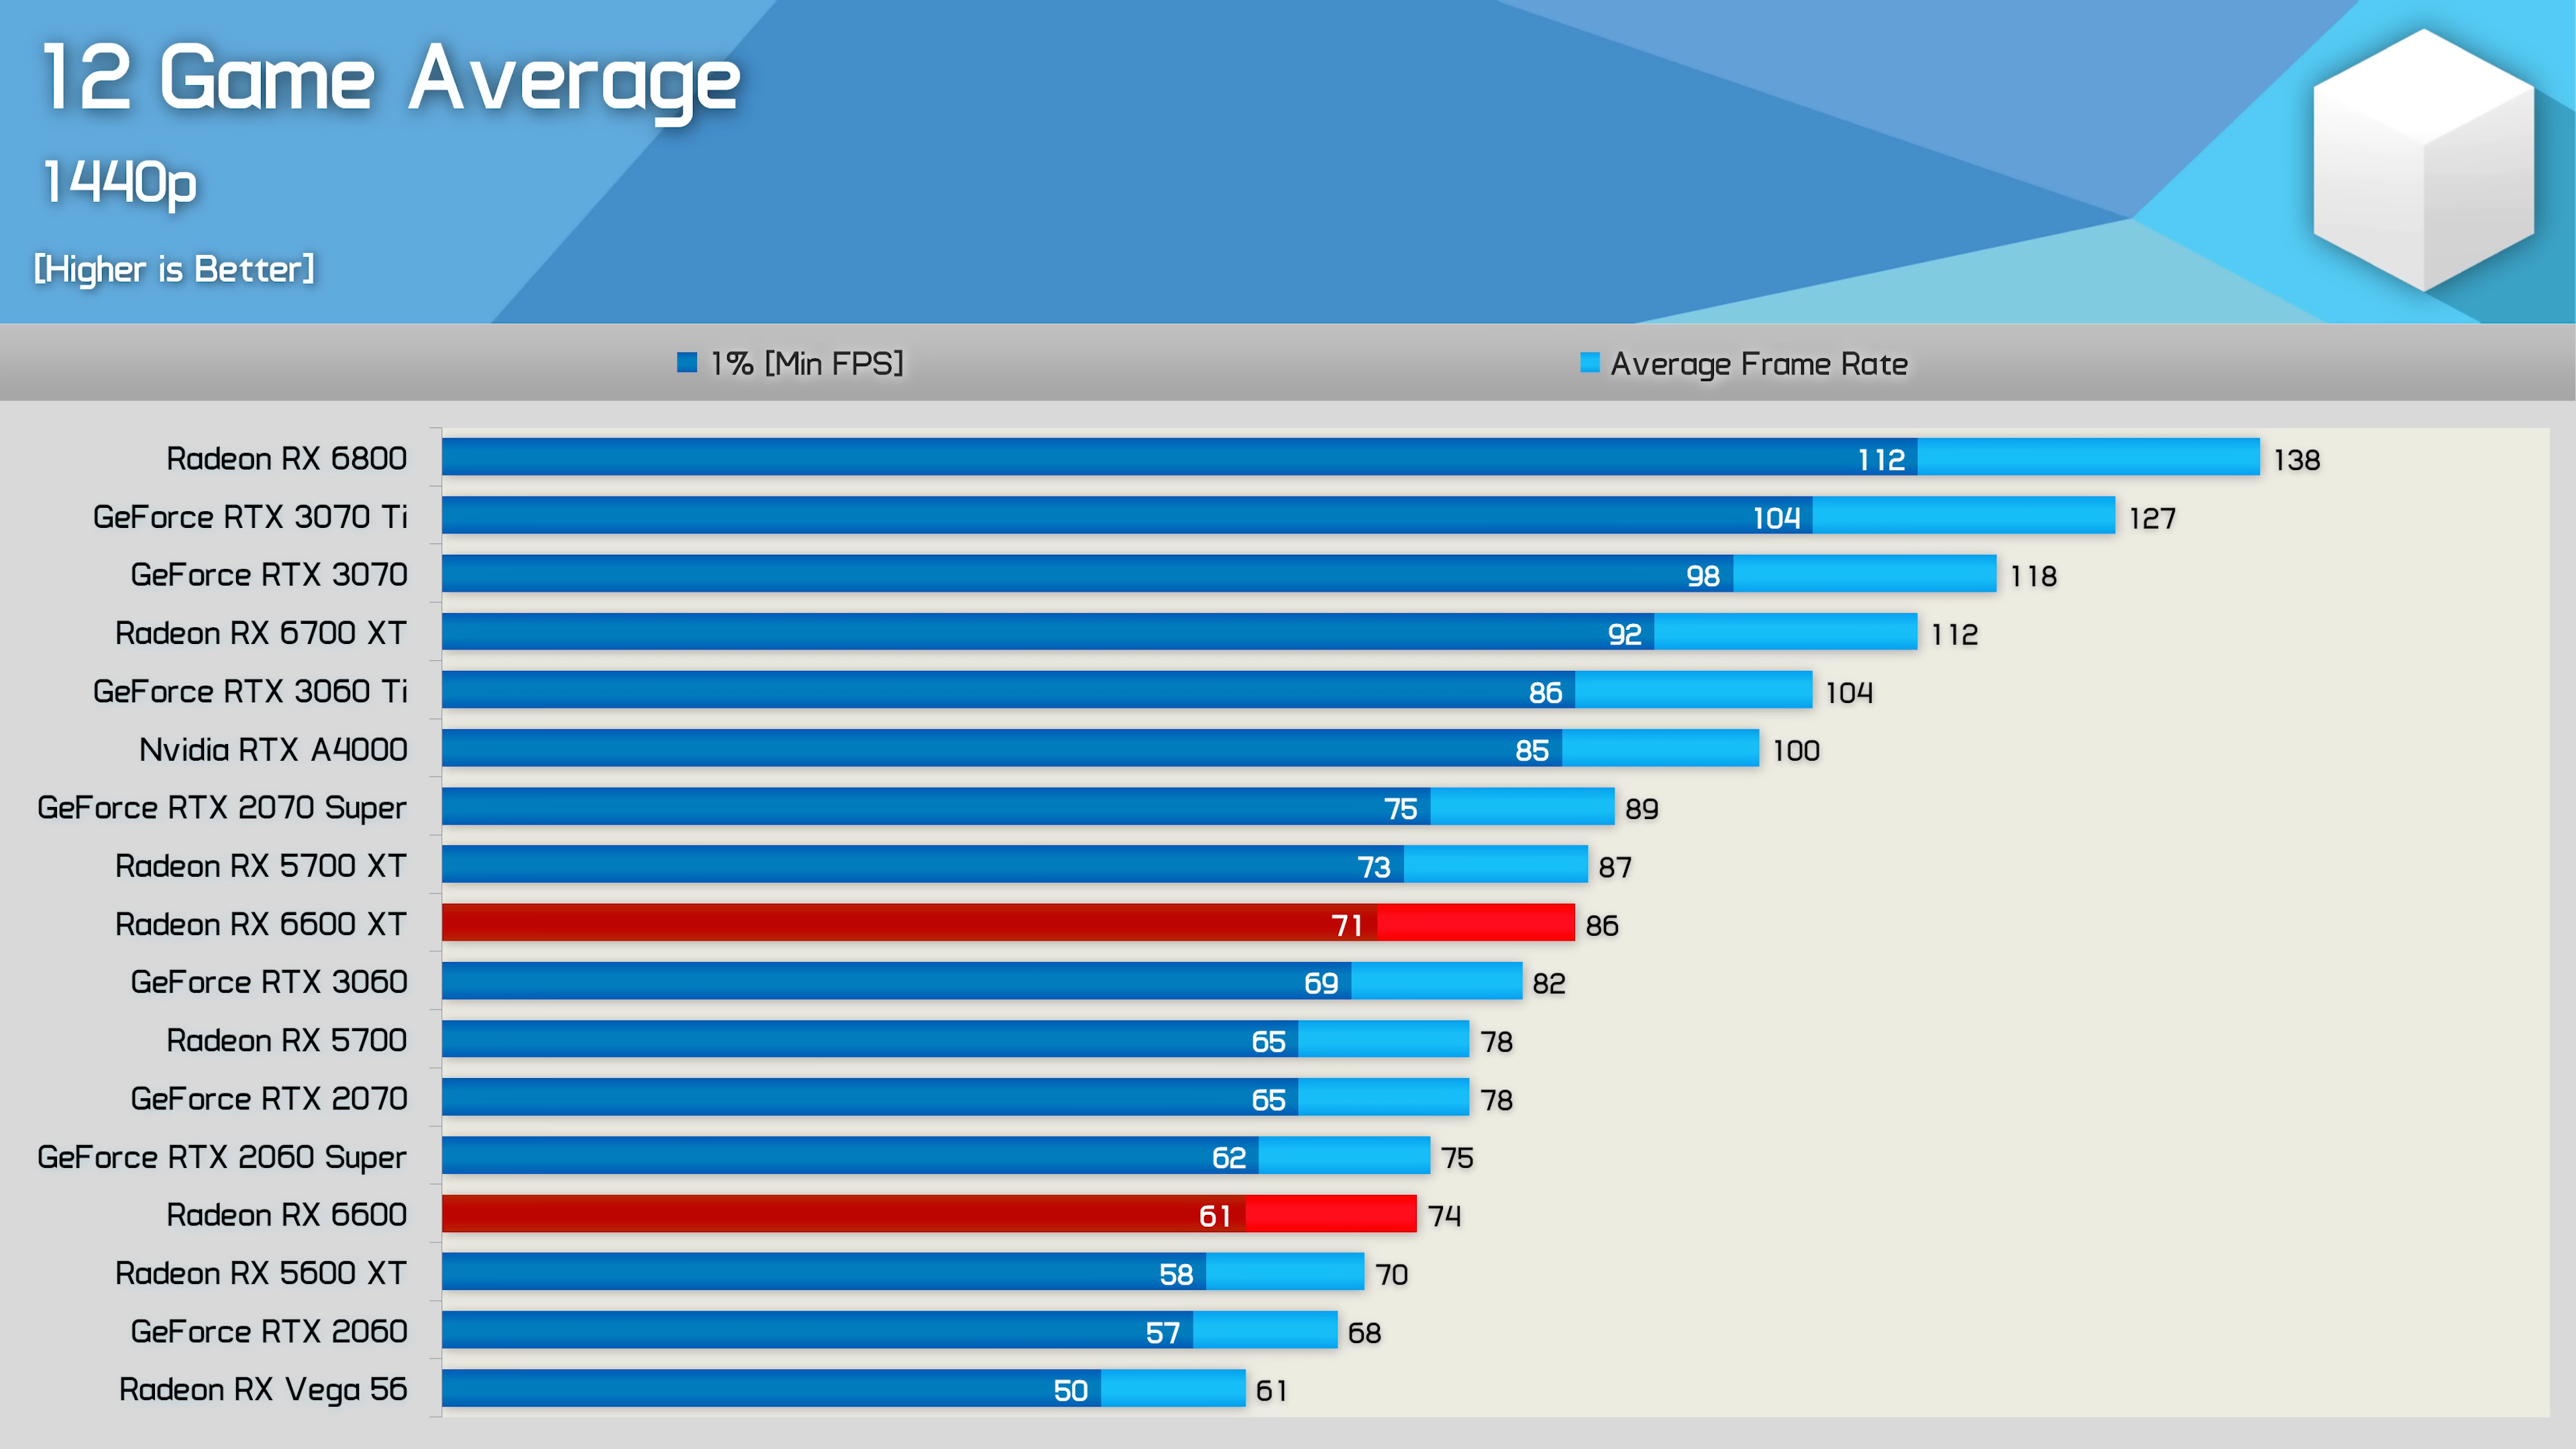 12 Game Average
1440p
[Higher is Better]
1% [Min FPS]
Average Frame Rate
Radeon RX 6800 112 138
GeForce RTX 3070 Ti 104 127
GeForce RTX 3070 98 118
Radeon RX 6700 XT 92 112
GeForce RTX 3060 Ti 86 104
Nvidia RTX A4000 85 100
GeForce RTX 2070 Super 75 89
Radeon RX 5700 XT 73 87
Radeon RX 6600 XT 71 86
GeForce RTX 3060 69 82
Radeon RX 5700 65 78
GeForce RTX 2070 65 78
GeForce RTX 2060 Super 62 75
Radeon RX 6600 61 74
Radeon RX 5600 XT 58 70
GeForce RTX 2060 57 68
Radeon RX Vega 56 50 61